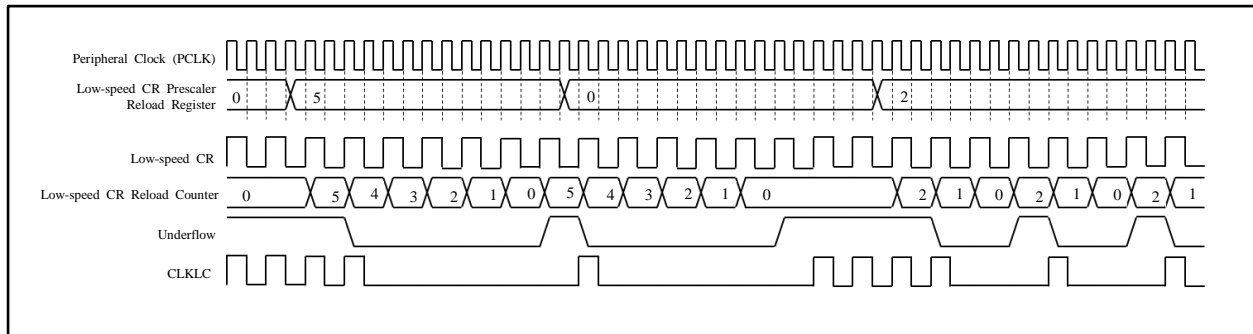 Peripheral Clock (PCLK)
Low-speed CR Prescaler
Reload Register
0 5 0 2
Low-speed CR
Low-speed CR Reload Counter
0 5 4 3 2 1 0 5 4 3 2 1 0 2 1 0 2 1 0 2 1
Underflow
CLKLC